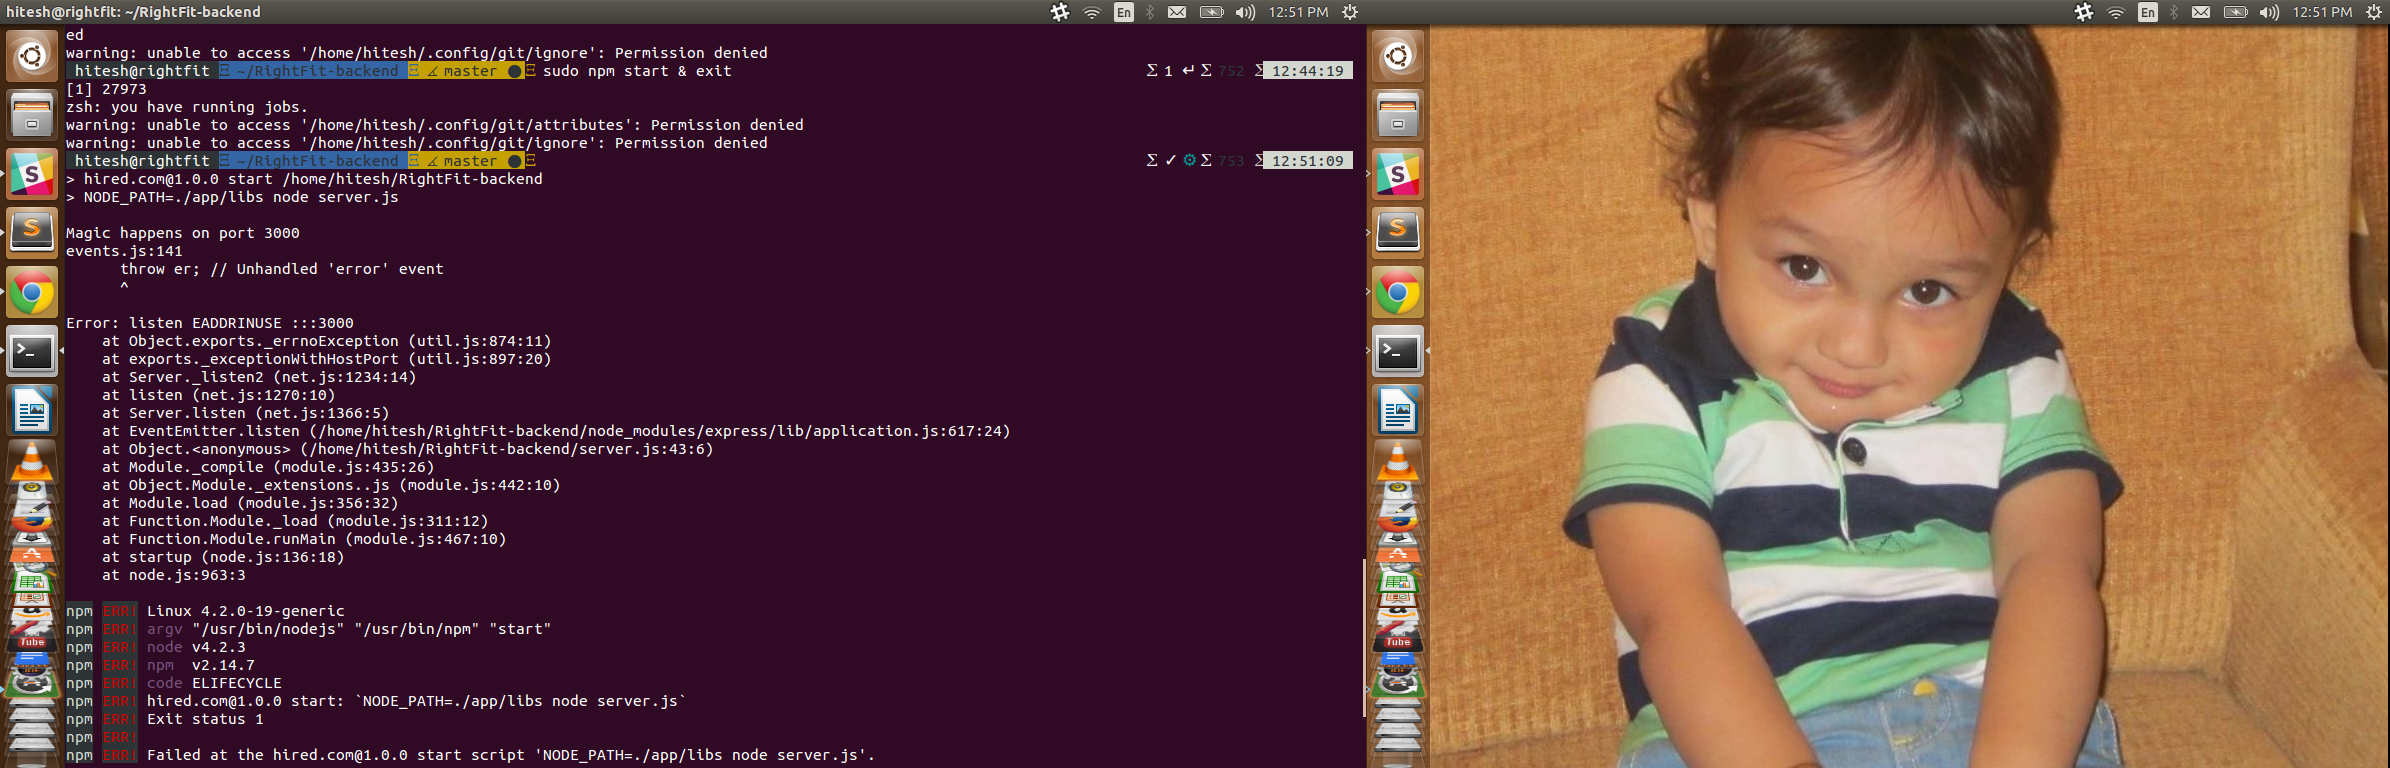 hitesh@rightfit: ~/RightFit-backend En 12:51 PM En 12:51 PM
ed
warning: unable to access '/home/hitesh/.config/git/ignore': Permission denied
hitesh@rightfit ~/RightFit-backend master sudo npm start & exit Σ 1 ↵ Σ 752 Σ 12:44:19
[1] 27973
zsh: you have running jobs.
warning: unable to access '/home/hitesh/.config/git/attributes': Permission denied
warning: unable to access '/home/hitesh/.config/git/ignore': Permission denied
hitesh@rightfit ~/RightFit-backend master Σ ✓ ⚙ Σ 753 Σ 12:51:09
> hired.com@1.0.0 start /home/hitesh/RightFit-backend
> NODE_PATH=./app/libs node server.js
Magic happens on port 3000
events.js:141
throw er; // Unhandled 'error' event
^
Error: listen EADDRINUSE :::3000
at Object.exports._errnoException (util.js:874:11)
at exports._exceptionWithHostPort (util.js:897:20)
at Server._listen2 (net.js:1234:14)
at listen (net.js:1270:10)
at Server.listen (net.js:1366:5)
at EventEmitter.listen (/home/hitesh/RightFit-backend/node_modules/express/lib/application.js:617:24)
at Object.<anonymous> (/home/hitesh/RightFit-backend/server.js:43:6)
at Module._compile (module.js:435:26)
at Object.Module._extensions..js (module.js:442:10)
at Module.load (module.js:356:32)
at Function.Module._load (module.js:311:12)
at Function.Module.runMain (module.js:467:10)
at startup (node.js:136:18)
at node.js:963:3
npm ERR! Linux 4.2.0-19-generic
npm ERR! argv "/usr/bin/nodejs" "/usr/bin/npm" "start"
npm ERR! node v4.2.3
npm ERR! npm  v2.14.7
npm ERR! code ELIFECYCLE
npm ERR! hired.com@1.0.0 start: `NODE_PATH=./app/libs node server.js`
npm ERR! Exit status 1
npm ERR!
npm ERR! Failed at the hired.com@1.0.0 start script 'NODE_PATH=./app/libs node server.js'.
S
S
Tube
S
S
Tube